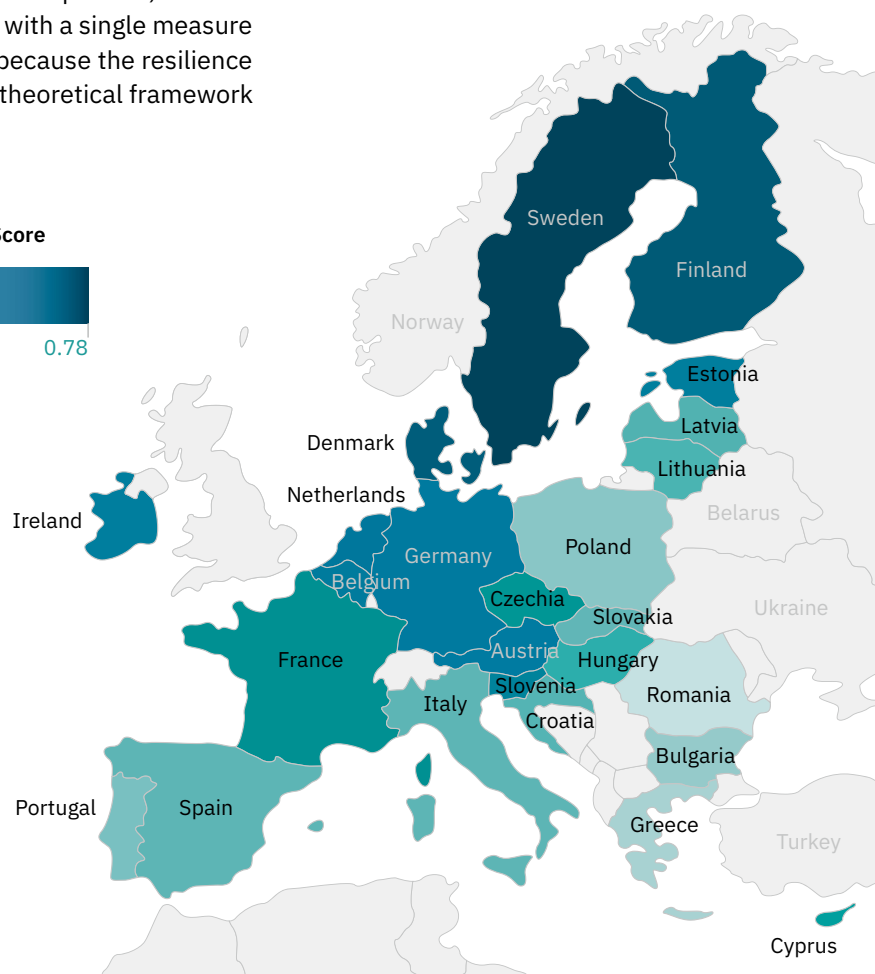 with a single measure
because the resilience
theoretical framework
Score
0.78
Sweden
Finland
Norway
Estonia
Latvia
Denmark
Lithuania
Netherlands
Belarus
Ireland
Germany
Poland
Belgium
Czechia
Ukraine
Slovakia
Austria
France
Hungary
Slovenia
Romania
Italy
Croatia
Bulgaria
Portugal
Spain
Greece
Turkey
Cyprus